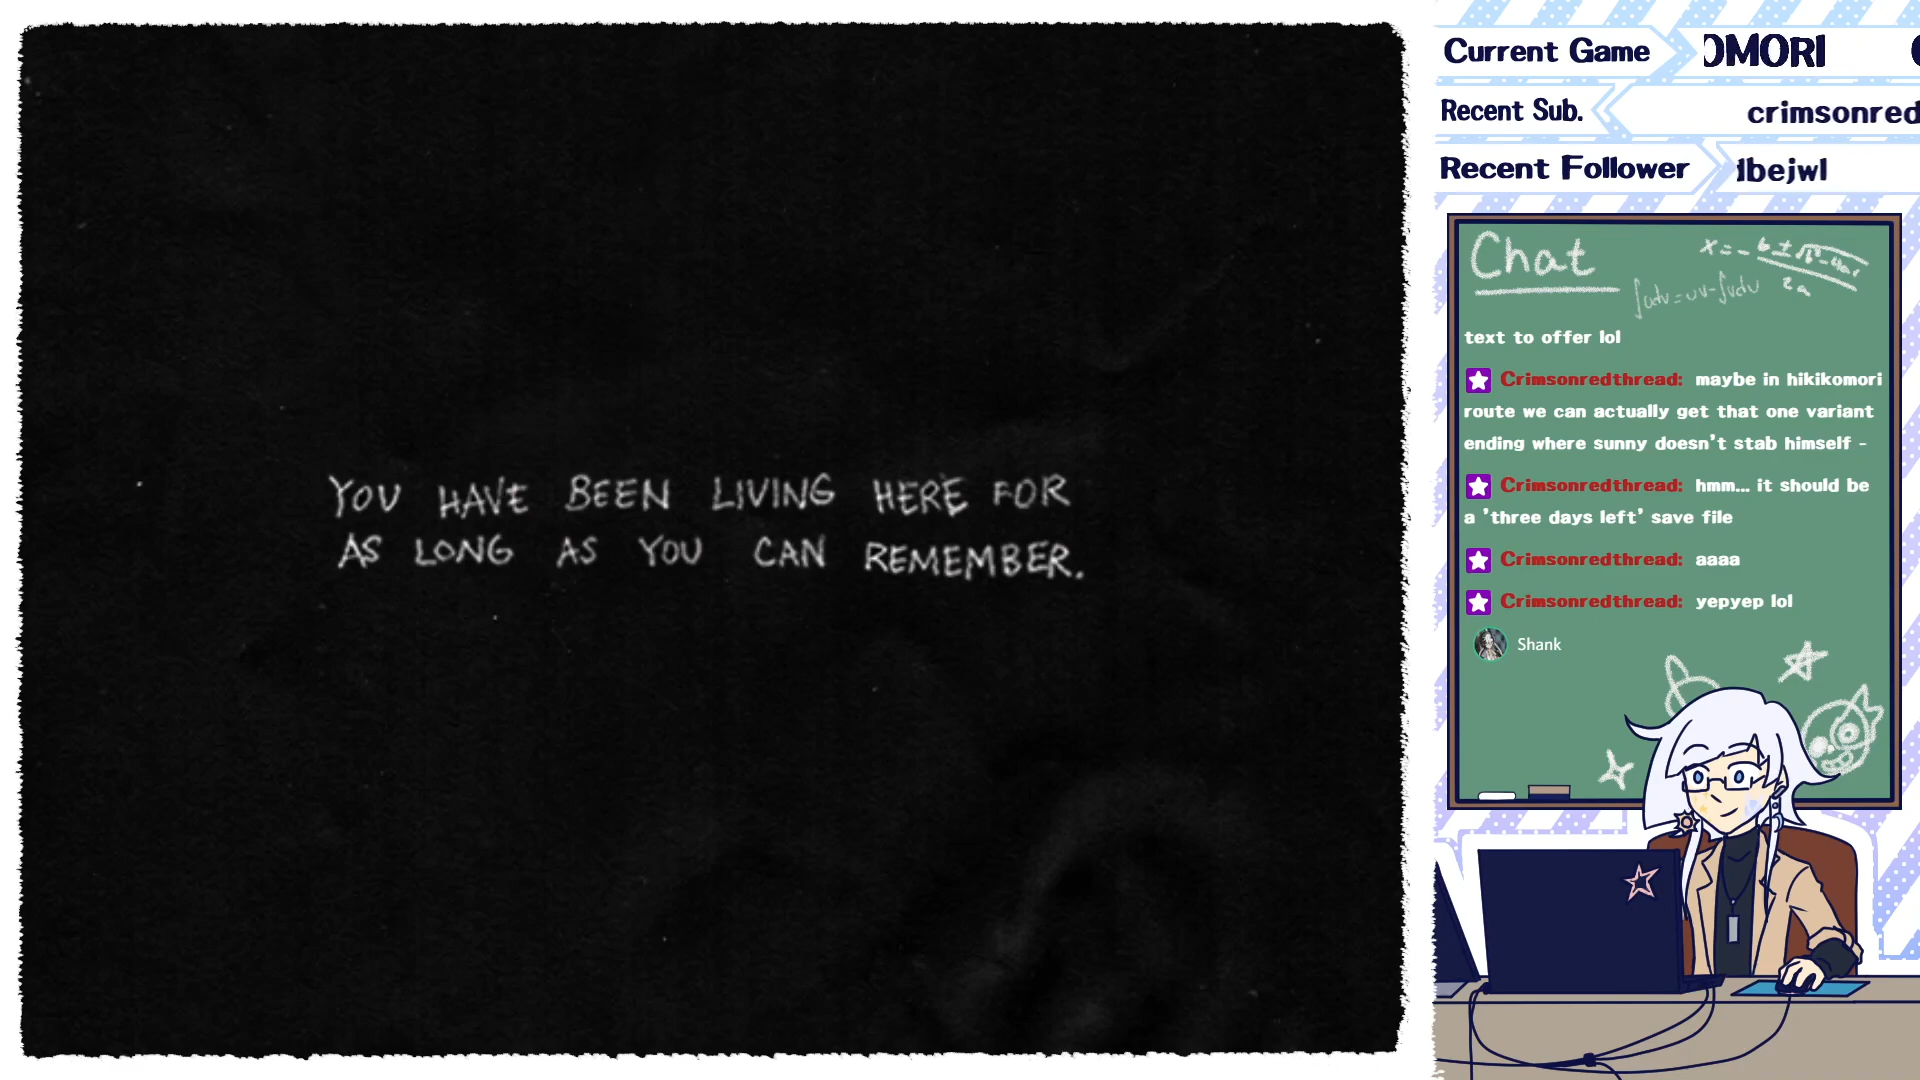 YOU HAVE BEEN LIVING HERE FOR
AS LONG AS YOU CAN REMEMBER.
Current Game
OMORI
Recent Sub.
crimsonred
Recent Follower
lbejwl
Chat
text to offer lol
Crimsonredthread: maybe in hikikomori
route we can actually get that one variant
ending where sunny doesn't stab himself -
Crimsonredthread: hmm... it should be
a 'three days left' save file
Crimsonredthread: aaaa
Crimsonredthread: yepyep lol
Shank